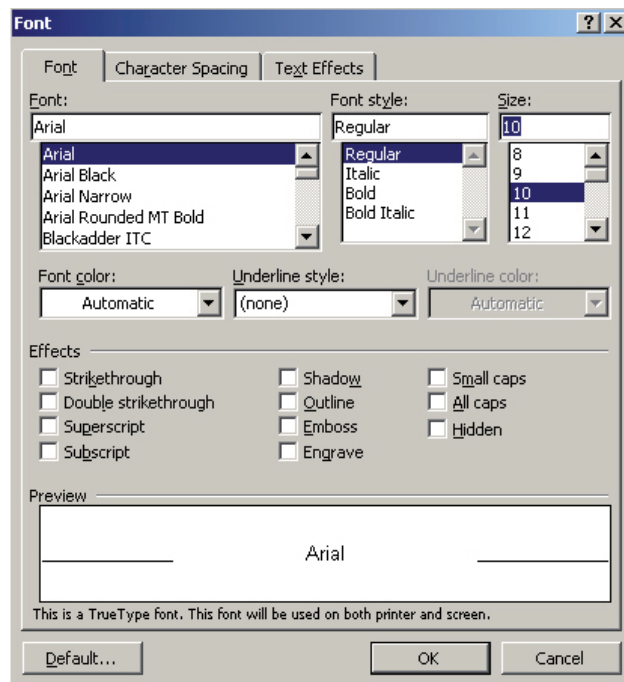 Font
Font Character Spacing Text Effects
Font: Font style: Size:
Arial Regular 10
Arial Regular 8
Arial Black Italic 9
Arial Narrow Bold 10
Arial Rounded MT Bold Bold Italic 11
Blackadder ITC 12
Font color: Underline style: Underline color:
Automatic (none) Automatic
Effects
Strikethrough Shadow Small caps
Double strikethrough Outline All caps
Superscript Emboss Hidden
Subscript Engrave
Preview
Arial
This is a TrueType font. This font will be used on both printer and screen.
Default... OK Cancel